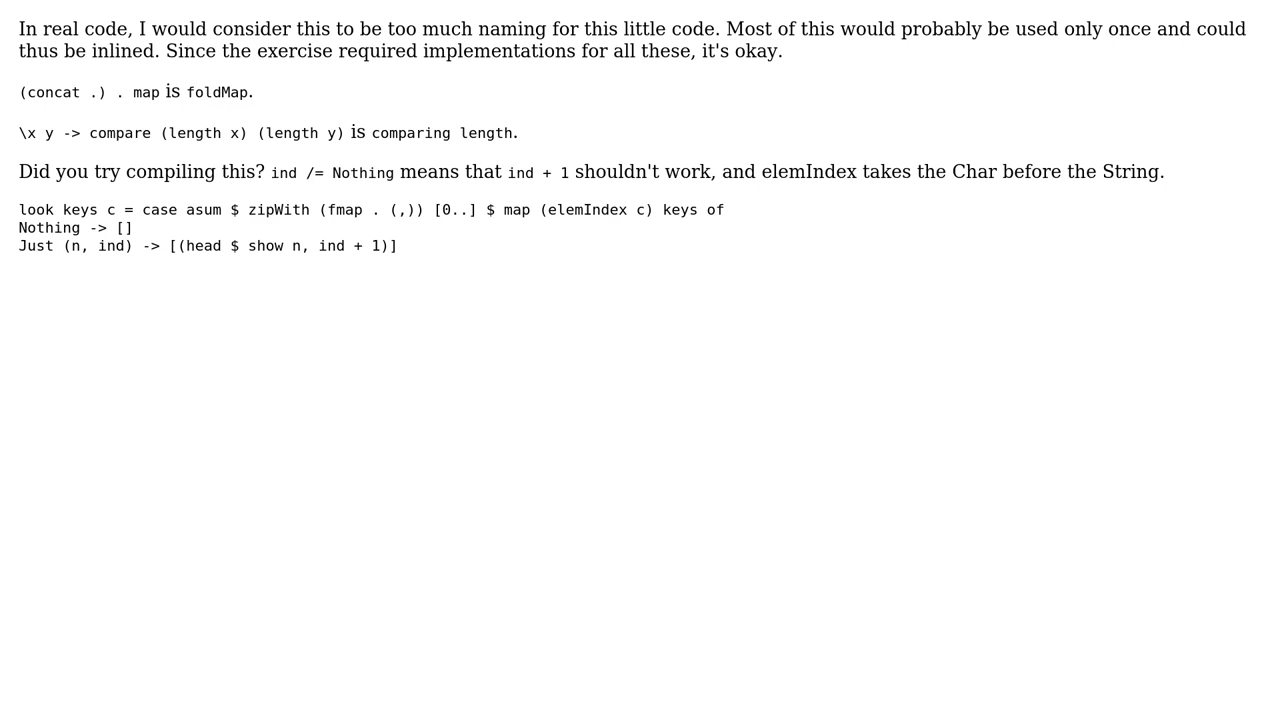 In real code, I would consider this to be too much naming for this little code. Most of this would probably be used only once and could
thus be inlined. Since the exercise required implementations for all these, it's okay.
(concat .) . map is foldMap.
\x y -> compare (length x) (length y) is comparing length.
Did you try compiling this? ind /= Nothing means that ind + 1 shouldn't work, and elemIndex takes the Char before the String.
look keys c = case asum $ zipWith (fmap . (,)) [0..] $ map (elemIndex c) keys of
Nothing -> []
Just (n, ind) -> [(head $ show n, ind + 1)]